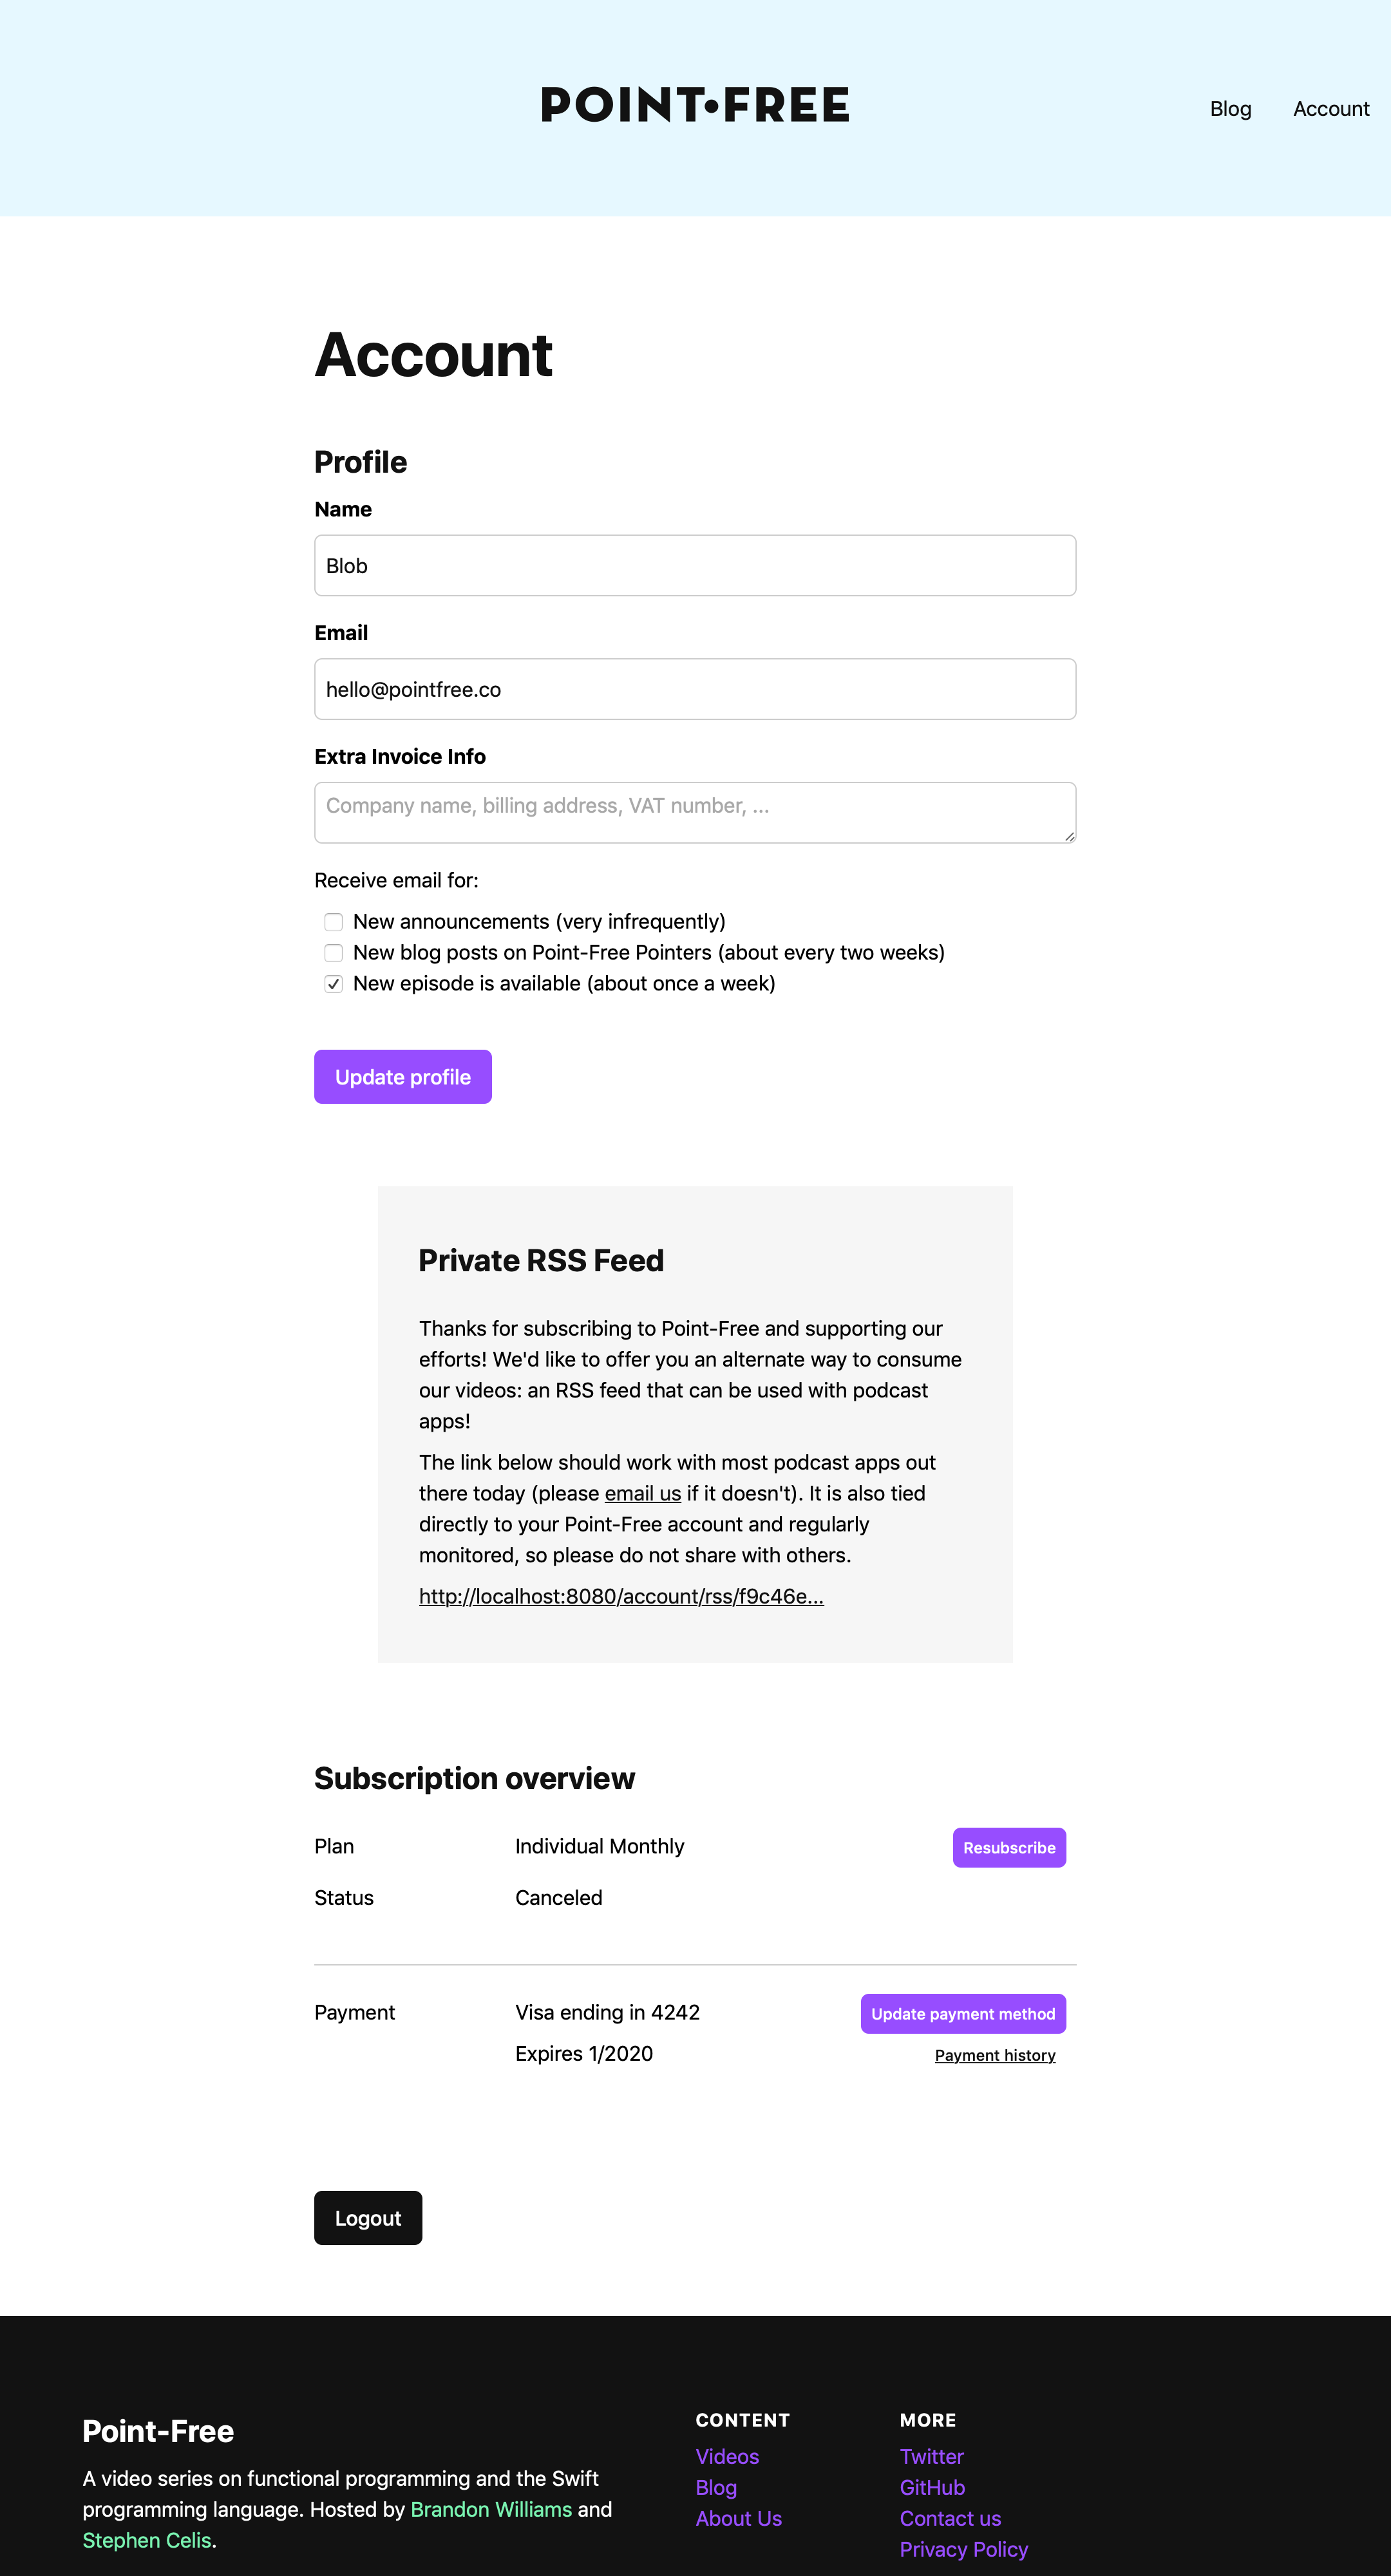 POINT•FREE
Blog
Account
Account
Profile
Name
Blob
Email
hello@pointfree.co
Extra Invoice Info
Company name, billing address, VAT number, ...
Receive email for:
New announcements (very infrequently)
New blog posts on Point-Free Pointers (about every two weeks)
New episode is available (about once a week)
Update profile
Private RSS Feed
Thanks for subscribing to Point-Free and supporting our
efforts! We'd like to offer you an alternate way to consume
our videos: an RSS feed that can be used with podcast
apps!
The link below should work with most podcast apps out
there today (please email us if it doesn't). It is also tied
directly to your Point-Free account and regularly
monitored, so please do not share with others.
http://localhost:8080/account/rss/f9c46e...
Subscription overview
Plan
Individual Monthly
Resubscribe
Status
Canceled
Payment
Visa ending in 4242
Update payment method
Expires 1/2020
Payment history
Logout
Point-Free
A video series on functional programming and the Swift
programming language. Hosted by Brandon Williams and
Stephen Celis.
CONTENT
Videos
Blog
About Us
MORE
Twitter
GitHub
Contact us
Privacy Policy